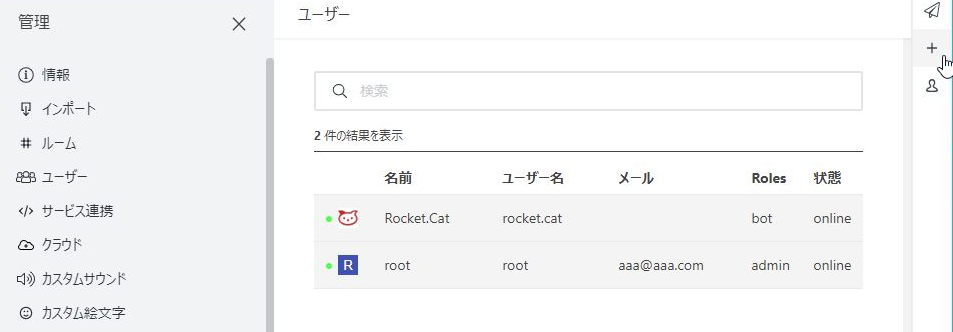 管理
情報
インポート
ルーム
ユーザー
サービス連携
クラウド
カスタムサウンド
カスタム絵文字
ユーザー
検索
2 件の結果を表示
名前 ユーザー名 メール Roles 状態
Rocket.Cat rocket.cat bot online
R root root aaa@aaa.com admin online